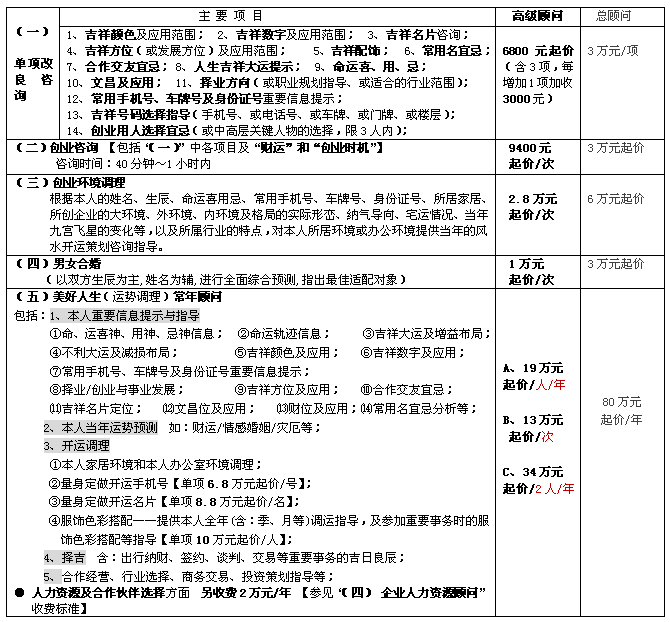 主 要 项 目 高级顾问 总顾问
（一）
单项改良咨询
1、吉祥颜色及应用范围； 2、吉祥数字及应用范围； 3、吉祥名片咨询；
4、吉祥方位（或发展方位）及应用范围； 5、吉祥配饰； 6、常用名宜忌；
7、合作交友宜忌；8、人生吉祥大运提示； 9、命运喜、用、忌；
10、文昌及应用； 11、择业方向（或职业规划指导、或适合的行业范围）；
12、常用手机号、车牌号及身份证号重要信息提示；
13、吉祥号码选择指导（手机号、或电话号、或车牌、或门牌、或楼层）；
14、创业用人选择宜忌（或中高层关键人物的选择，限3人内）；
6800 元起价
（含3项，每
增加1项加收
3000元）
3万元/项
（二）创业咨询 【包括“（一）”中各项目及“财运”和“创业时机”】
咨询时间：40分钟～1小时内
9400元
起价/次
3万元起价
（三）创业环境调理
根据本人的姓名、生辰、命运喜用忌、常用手机号、车牌号、身份证号、所居家居、
所创企业的大环境、外环境、内环境及格局的实际形态、纳气导向、宅运情况、当年
九宫飞星的变化等，以及所属行业的特点，对本人所居环境或办公环境提供当年的风
水开运策划咨询指导。
2.8万元
起价/次
6万元起价
（四）男女合婚
（以双方生辰为主,姓名为辅,进行全面综合预测,指出最佳适配对象）
1万元
起价/次
3万元起价
（五）美好人生（运势调理）常年顾问
包括：1、本人重要信息提示与指导
①命、运喜神、用神、忌神信息； ②命运轨迹信息； ③吉祥大运及增益布局；
④不利大运及减损布局； ⑤吉祥颜色及应用； ⑥吉祥数字及应用；
⑦常用手机号、车牌号及身份证号重要信息提示；
⑧择业/创业与事业发展； ⑨吉祥方位及应用； ⑩合作交友宜忌；
⑪吉祥名片定位； ⑫文昌位及应用； ⑬财位及应用；⑭常用名宜忌分析等；
2、本人当年运势预测 如：财运/情感婚姻/灾厄等；
3、开运调理
①本人家居环境和本人办公室环境调理；
②量身定做开运手机号【单项6.8万元起价/号】；
③量身定做开运名片【单项8.8万元起价/名】；
④服饰色彩搭配——提供本人全年(含：季、月等)调运指导，及参加重要事务时的服
饰色彩搭配等指导【单项10万元起价/人】；
4、择吉 含：出行纳财、签约、谈判、交易等重要事务的吉日良辰；
5、合作经营、行业选择、商务交易、投资策划指导等；
● 人力资源及合作伙伴选择方面 另收费2万元/年 【参见“（四） 企业人力资源顾问”
收费标准】
A、19万元
起价/人/年
B、13万元
起价/次
C、34万元
起价/2人/年
80万元
起价/年